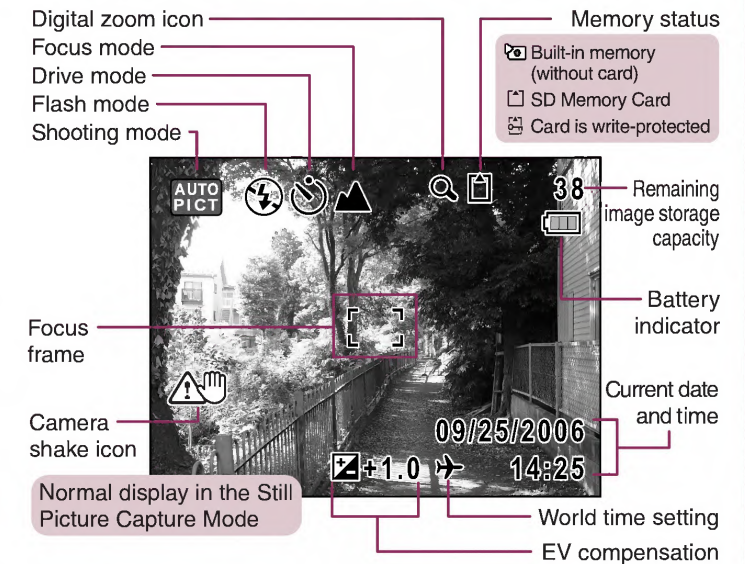 Digital zoom icon
Focus mode
Drive mode
Flash mode
Shooting mode
Memory status
Built-in memory
(without card)
SD Memory Card
Card is write-protected
AUTO
PICT
38
Remaining
image storage
capacity
Battery
indicator
Focus
frame
Camera
shake icon
Current date
and time
09/25/2006
+1.0
14:25
Normal display in the Still
Picture Capture Mode
World time setting
EV compensation